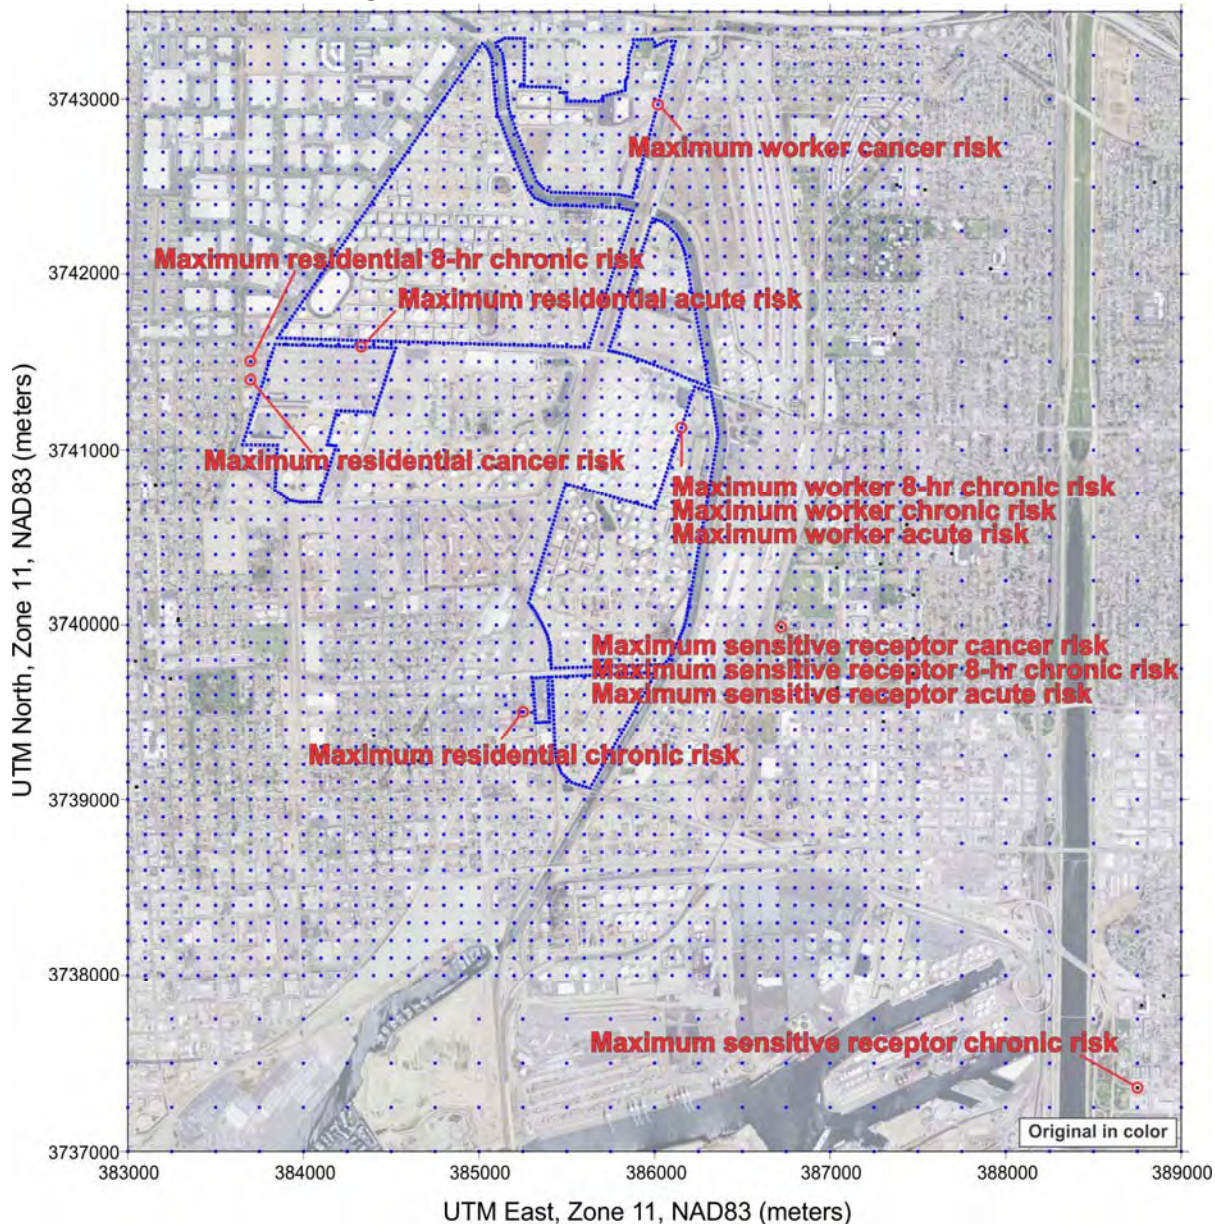 3743000
Maximum worker cancer risk
Maximum residential 8-hr chronic risk
3742000
Maximum residential acute risk
UTM North, Zone 11, NAD83 (meters)
3741000
Maximum residential cancer risk
Maximum worker 8-hr chronic risk
Maximum worker chronic risk
Maximum worker acute risk
3740000
Maximum sensitive receptor cancer risk
Maximum sensitive receptor 8-hr chronic risk
Maximum sensitive receptor acute risk
Maximum residential chronic risk
3739000
3738000
Maximum sensitive receptor chronic risk
Original in color
3737000
383000 384000 385000 386000 387000 388000 389000
UTM East, Zone 11, NAD83 (meters)